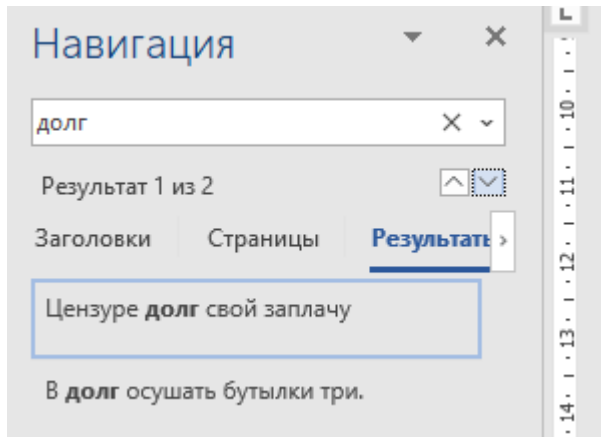 Навигация
долг
Результат 1 из 2
Заголовки Страницы Результать
Цензуре долг свой заплачу
В долг осушать бутылки три.
9
10
11
12
13
14